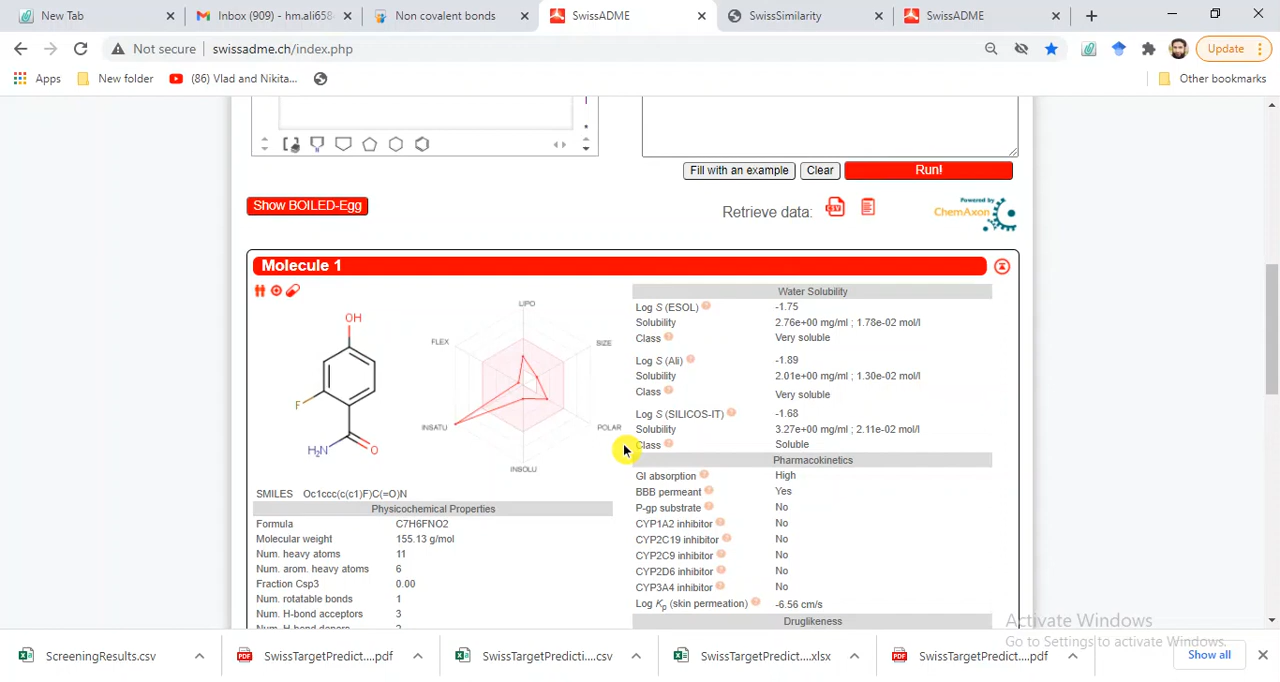 New Tab
Inbox (909) - hm.ali658
Non covalent bonds
SwissADME
SwissSimilarity
SwissADME
Not secure
swissadme.ch/index.php
Update
Apps
New folder
(86) Vlad and Nikita...
Other bookmarks
Fill with an example
Clear
Run!
Show BOILED-Egg
Retrieve data:
CSV
Powered by
ChemAxon
Molecule 1
LIPO
FLEX
SIZE
INSATU
POLAR
INSOLU
OH
F
H2N
O
SMILES Oc1ccc(c(c1)F)C(=O)N
Physicochemical Properties
Formula C7H6FNO2
Molecular weight 155.13 g/mol
Num. heavy atoms 11
Num. arom. heavy atoms 6
Fraction Csp3 0.00
Num. rotatable bonds 1
Num. H-bond acceptors 3
Num. H-bond donors 2
Water Solubility
Log S (ESOL) ? -1.75
Solubility 2.76e+00 mg/ml ; 1.78e-02 mol/l
Class ? Very soluble
Log S (Ali) ? -1.89
Solubility 2.01e+00 mg/ml ; 1.30e-02 mol/l
Class ? Very soluble
Log S (SILICOS-IT) ? -1.68
Solubility 3.27e+00 mg/ml ; 2.11e-02 mol/l
Class ? Soluble
Pharmacokinetics
GI absorption ? High
BBB permeant ? Yes
P-gp substrate ? No
CYP1A2 inhibitor ? No
CYP2C19 inhibitor ? No
CYP2C9 inhibitor ? No
CYP2D6 inhibitor ? No
CYP3A4 inhibitor ? No
Log Kp (skin permeation) ? -6.56 cm/s
Druglikeness
Activate Windows
Go to Settings to activate Windows.
ScreeningResults.csv
SwissTargetPredict....pdf
SwissTargetPredicti....csv
SwissTargetPredict....xlsx
SwissTargetPredict....pdf
Show all